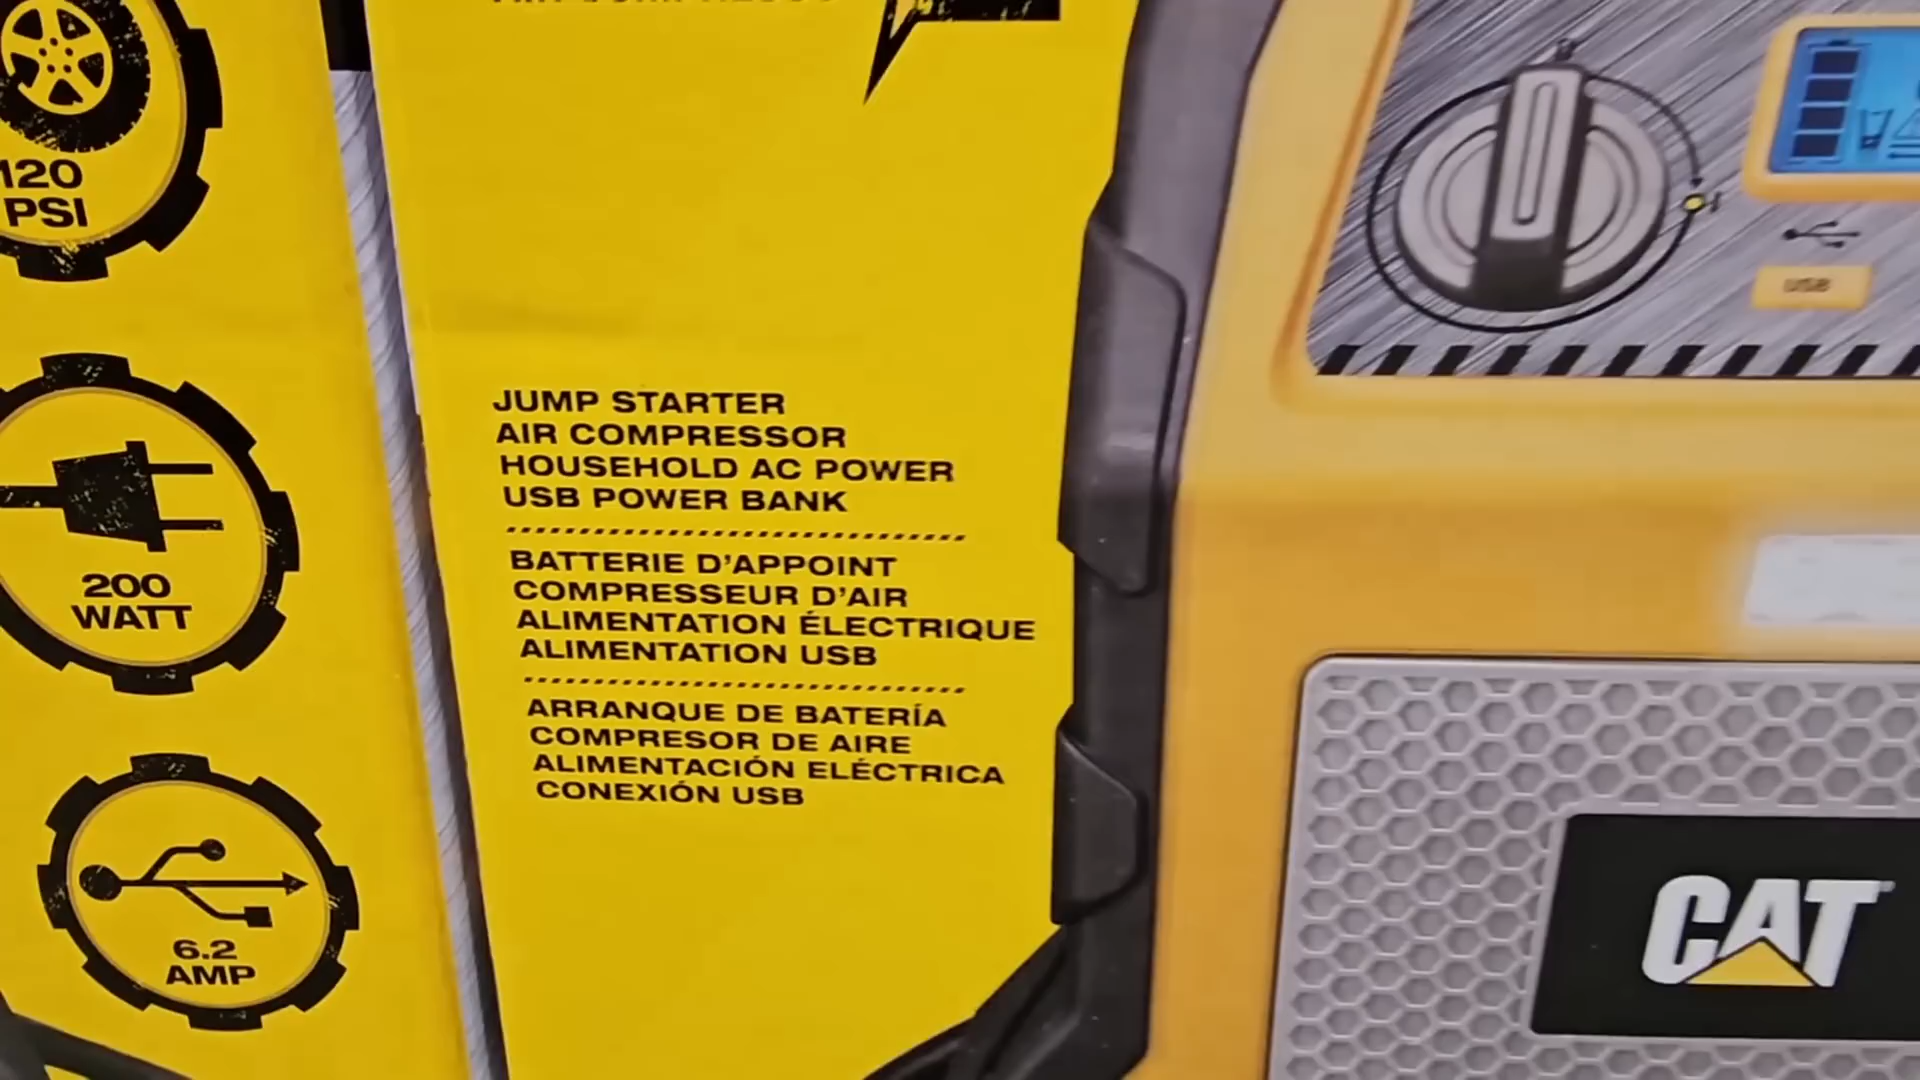 120
PSI
200
WATT
6.2
AMP
JUMP STARTER
AIR COMPRESSOR
HOUSEHOLD AC POWER
USB POWER BANK
BATTERIE D'APPOINT
COMPRESSEUR D'AIR
ALIMENTATION ÉLECTRIQUE
ALIMENTATION USB
ARRANQUE DE BATERÍA
COMPRESOR DE AIRE
ALIMENTACIÓN ELÉCTRICA
CONEXIÓN USB
USB
CAT